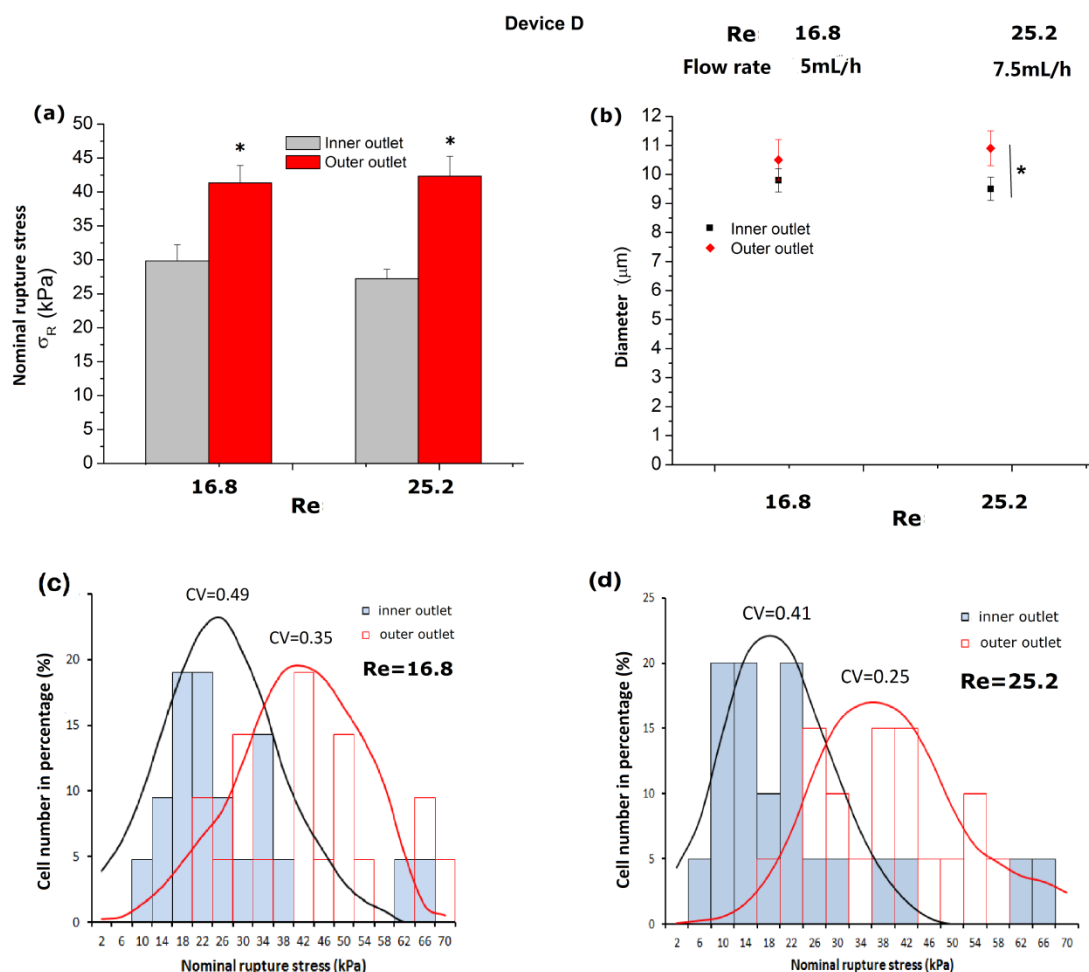 Device D
Re 16.8 25.2
Flow rate 5mL/h 7.5mL/h
(a)
Nominal rupture stress
σR (kPa)
50
45
40
35
30
25
20
15
10
5
0
Inner outlet
Outer outlet
*
*
16.8 25.2
Re
(b)
Diameter (μm)
12
11
10
9
8
7
6
5
4
3
2
1
0
*
Inner outlet
Outer outlet
16.8 25.2
Re
(c)
Cell number in percentage (%)
20
15
10
5
0
CV=0.49
CV=0.35
inner outlet
outer outlet
Re=16.8
2 6 10 14 18 22 26 30 34 38 42 46 50 54 58 62 66 70
Nominal rupture stress (kPa)
(d)
Cell number in percentage (%)
25
20
15
10
5
0
CV=0.41
CV=0.25
inner outlet
outer outlet
Re=25.2
2 6 10 14 18 22 26 30 34 38 42 46 50 54 58 62 66 70
Nominal rupture stress (kPa)